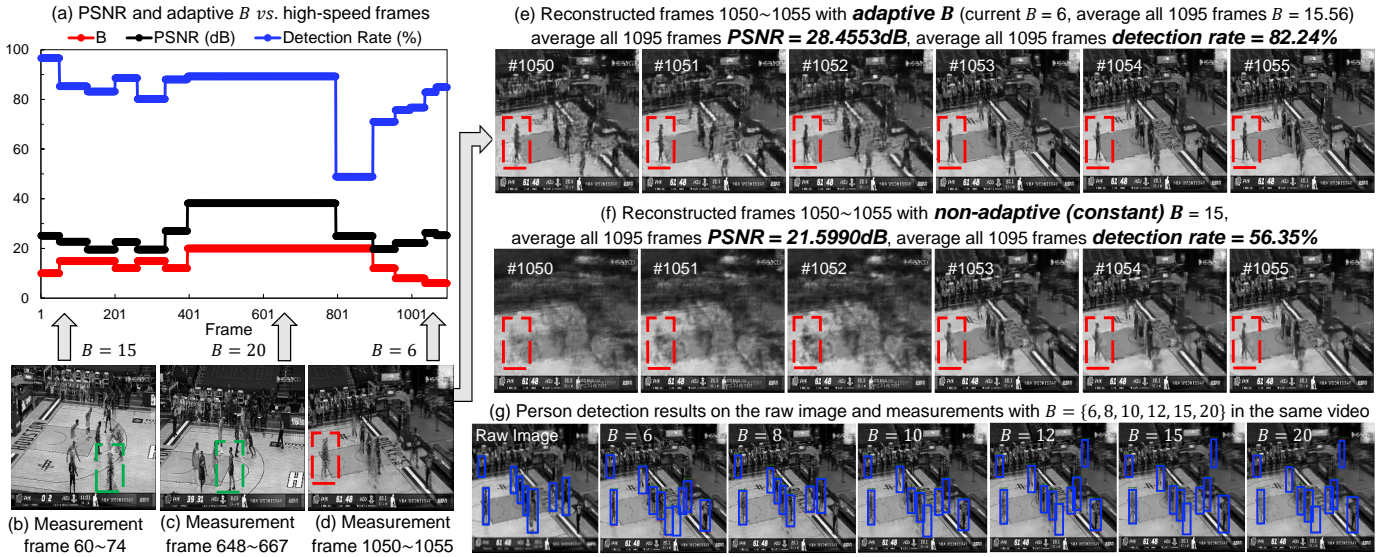 (a) PSNR and adaptive B vs. high-speed frames
B PSNR (dB) Detection Rate (%)
100
80
60
40
20
0
1 201 401 601 801 1001
Frame
B = 15 B = 20 B = 6
(b) Measurement
frame 60~74
(c) Measurement
frame 648~667
(d) Measurement
frame 1050~1055
(e) Reconstructed frames 1050~1055 with adaptive B (current B = 6, average all 1095 frames B = 15.56)
average all 1095 frames PSNR = 28.4553dB, average all 1095 frames detection rate = 82.24%
#1050 #1051 #1052 #1053 #1054 #1055
(f) Reconstructed frames 1050~1055 with non-adaptive (constant) B = 15,
average all 1095 frames PSNR = 21.5990dB, average all 1095 frames detection rate = 56.35%
#1050 #1051 #1052 #1053 #1054 #1055
(g) Person detection results on the raw image and measurements with B = {6,8,10,12,15,20} in the same video
Raw Image B = 6 B = 8 B = 10 B = 12 B = 15 B = 20